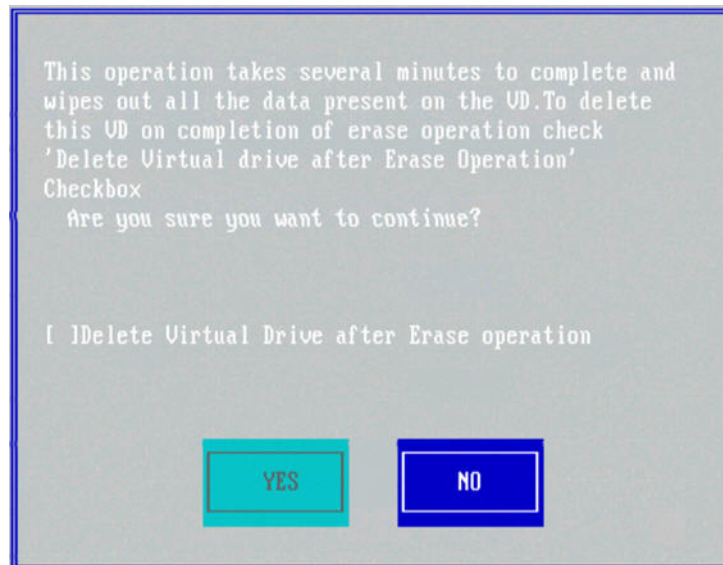 This operation takes several minutes to complete and
wipes out all the data present on the VD.To delete
this VD on completion of erase operation check
'Delete Virtual drive after Erase Operation'
Checkbox
Are you sure you want to continue?
[ ]Delete Virtual Drive after Erase operation
YES NO